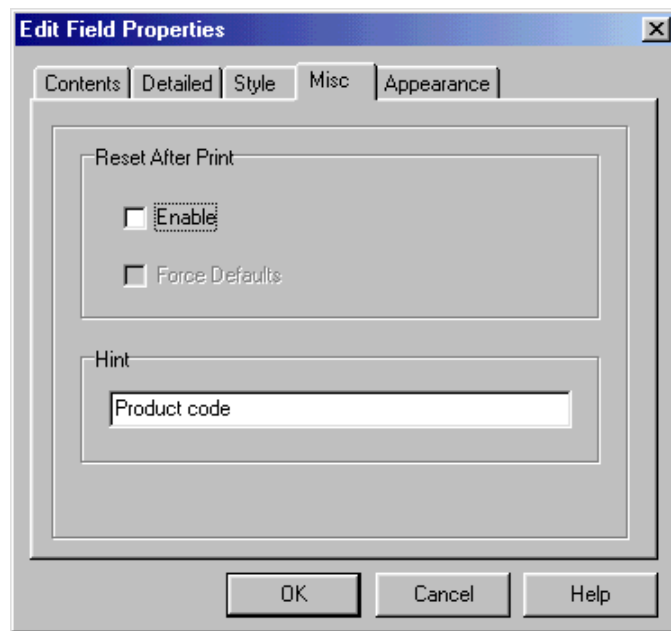 Edit Field Properties
Contents Detailed Style Misc Appearance
Reset After Print
Enable
Force Defaults
Hint
Product code
OK Cancel Help